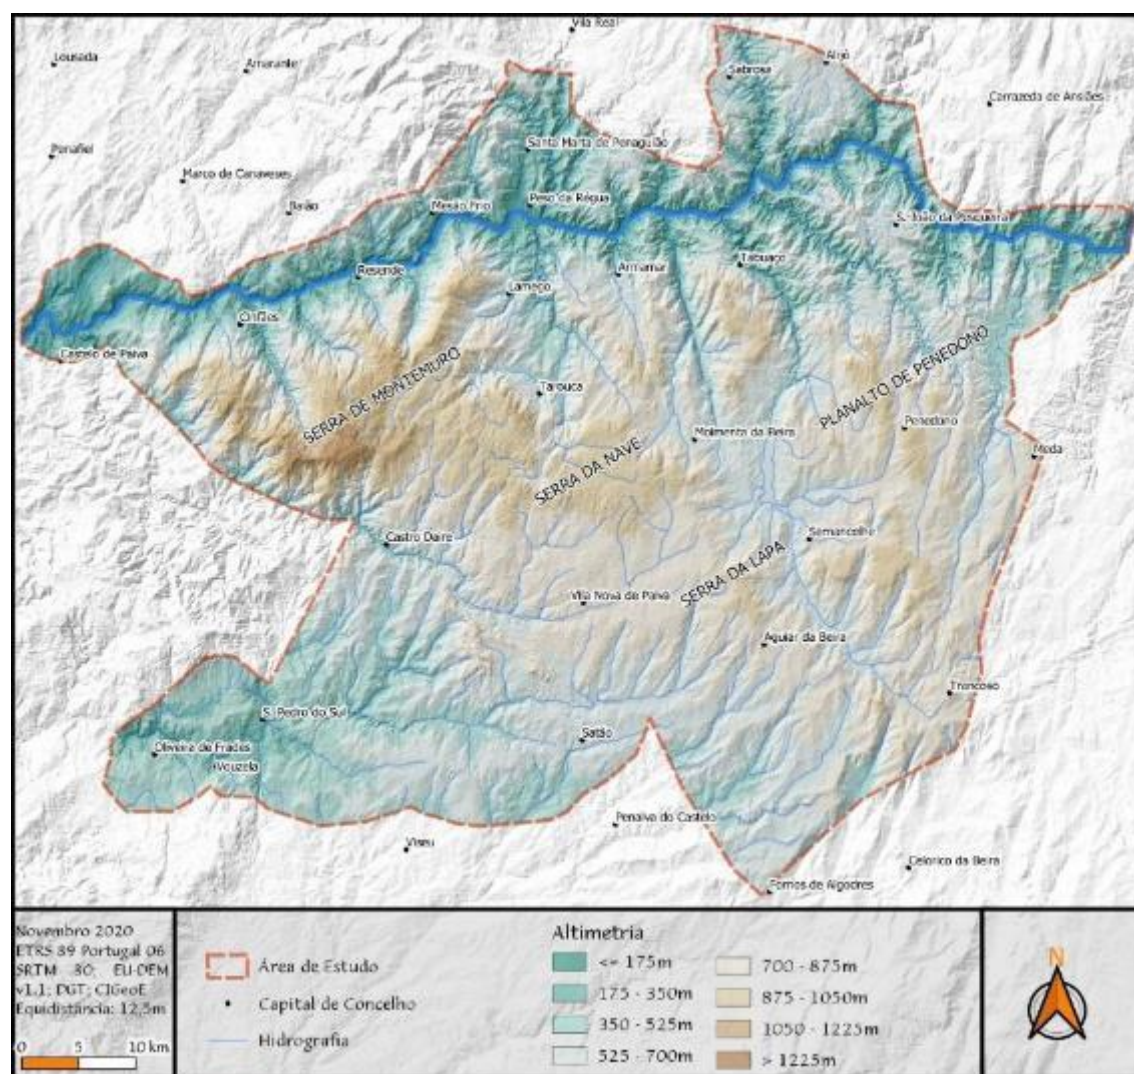 Vila Real
Lousada
Amarante
Alijó
Sabrosa
Carrazeda de Ansiães
Penafiel
Santa Marta de Penaguião
Marco de Canaveses
Baião
Mesão Frio
Peso da Régua
S. João da Pesqueira
Resende
Armamar
Tabuaço
Lamego
Cinfães
Castelo de Paiva
SERRA DE MONTEMURO
Tarouca
PLANALTO DE PENEDONO
Penedono
Moimenta da Beira
SERRA DA NAVE
Meda
Castro Daire
Sernancelhe
SERRA DA LAPA
Vila Nova de Paiva
Aguiar da Beira
Trancoso
S. Pedro do Sul
Oliveira de Frades
Vouzela
Satão
Penalva do Castelo
Viseu
Celorico da Beira
Fornos de Algodres
Novembro 2020
ETRS 89 Portugal 06
SRTM 30; EU-DEM
v1.1; DGT; CIGeoE
Equidistância: 12,5m
0 5 10 km
Área de Estudo
Capital de Concelho
Hidrografia
Altimetria
<= 175m
175 - 350m
350 - 525m
525 - 700m
700 - 875m
875 - 1050m
1050 - 1225m
> 1225m
N